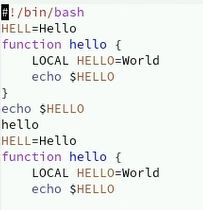 #!/bin/bash
HELL=Hello
function hello {
    LOCAL HELLO=World
    echo $HELLO
}
echo $HELLO
hello
HELL=Hello
function hello {
    LOCAL HELLO=World
    echo $HELLO